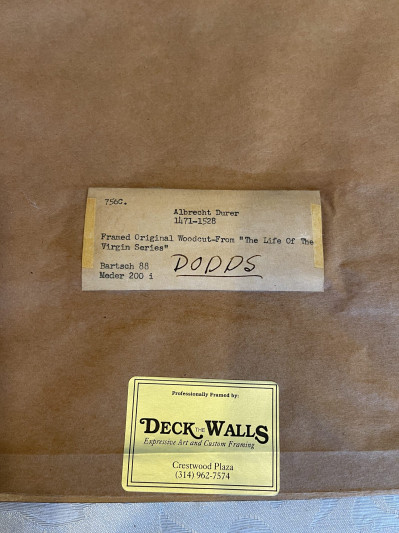 756C.
Albrecht Durer
1471-1528
Framed Original Woodcut-From "The Life Of The
Virgin Series"
Bartsch 88
Meder 200 i
DODDS
Professionally Framed by:
DECK THE WALLS
Expressive Art and Custom Framing
Crestwood Plaza
(314) 962-7574